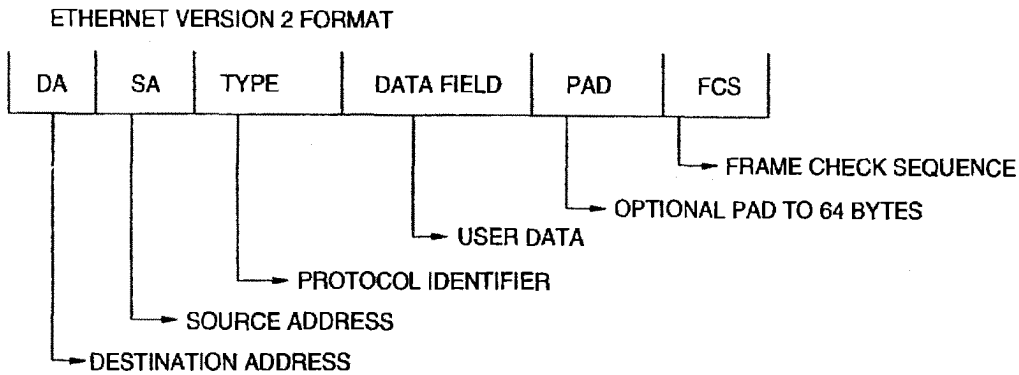 ETHERNET VERSION 2 FORMAT
DA SA TYPE DATA FIELD PAD FCS
FRAME CHECK SEQUENCE
OPTIONAL PAD TO 64 BYTES
USER DATA
PROTOCOL IDENTIFIER
SOURCE ADDRESS
DESTINATION ADDRESS